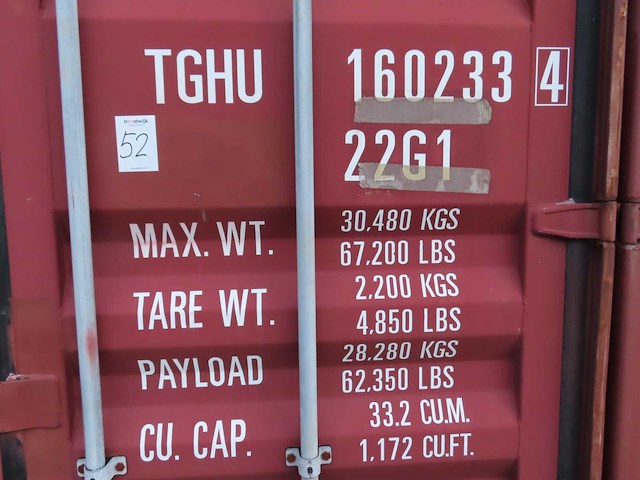 TGHU 160233 4
troostwijk
52
22G1
MAX. WT. 30,480 KGS
67,200 LBS
TARE WT. 2,200 KGS
4,850 LBS
PAYLOAD 28,280 KGS
62,350 LBS
CU. CAP. 33.2 CU.M.
1,172 CU.FT.